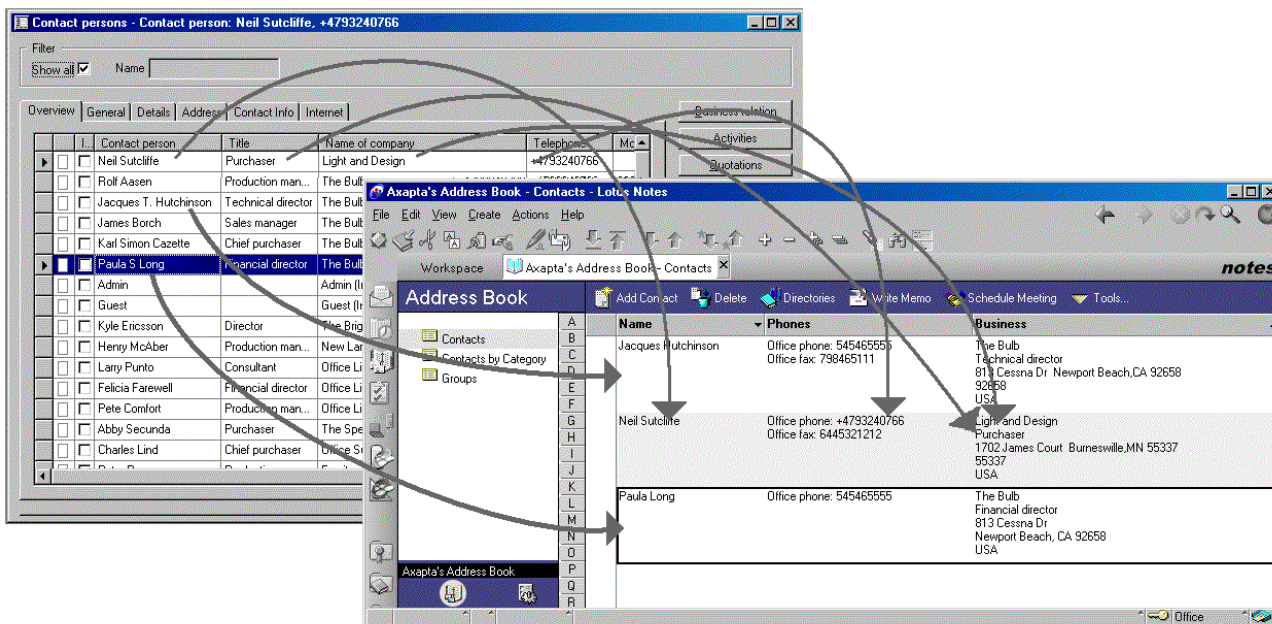 Contact persons - Contact person: Neil Sutcliffe, +4793240766
Filter
Show all Name
Overview General Details Address Contact Info Internet
Business relation
Activities
Quotations
I... Contact person Title Name of company Telephone
Neil Sutcliffe Purchaser Light and Design +4793240766
Rolf Aasen Production man... The Bulb
Jacques T. Hutchinson Technical director The Bulb
James Borch Sales manager The Bulb
Karl Simon Cazette Chief purchaser The Bulb
Paula S Long Financial director The Bulb
Admin Admin (
Guest Guest (
Kyle Ericsson Director The Brig
Henry McAber Production man... New Lar
Larry Punto Consultant Office Li
Felicia Farewell Financial director Office Li
Pete Comfort Production man... Office Li
Abby Secunda Purchaser The Spe
Charles Lind Chief purchaser Office
Axapta's Address Book - Contacts - Lotus Notes
File Edit View Create Actions Help
Workspace Axapta's Address Book - Contacts
notes
Address Book
Add Contact Delete Directories Write Memo Schedule Meeting Tools...
Contacts
Contacts by Category
Groups
A
B
C
D
E
F
G
H
I
J
K
L
M
N
O
P
Q
R
Name Phones Business
Jacques Hutchinson Office phone: 545465555 The Bulb
Office fax: 798465111 Technical director
813 Cessna Dr Newport Beach,CA 92658
92658
USA
Neil Sutcliffe Office phone: +4793240766 Light and Design
Office fax: 6445321212 Purchaser
1702 James Court Burneswille,MN 55337
55337
USA
Paula Long Office phone: 545465555 The Bulb
Financial director
813 Cessna Dr
Newport Beach, CA 92658
USA
Axapta's Address Book
Office